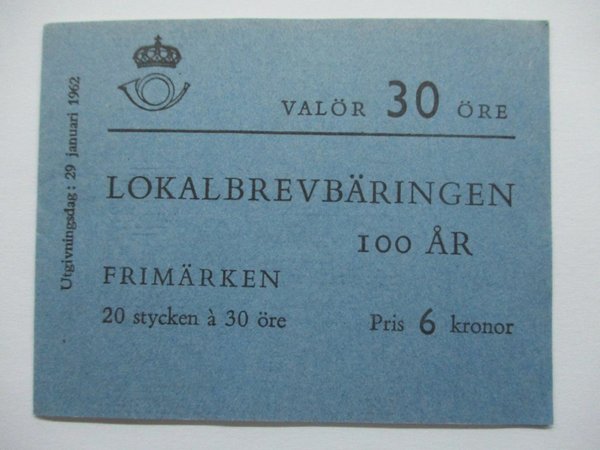 Utgivningsdag: 29 januari 1962
VALÖR 30 ÖRE
LOKALBREVBÄRINGEN
100 ÅR
FRIMÄRKEN
20 stycken à 30 öre
Pris 6 kronor